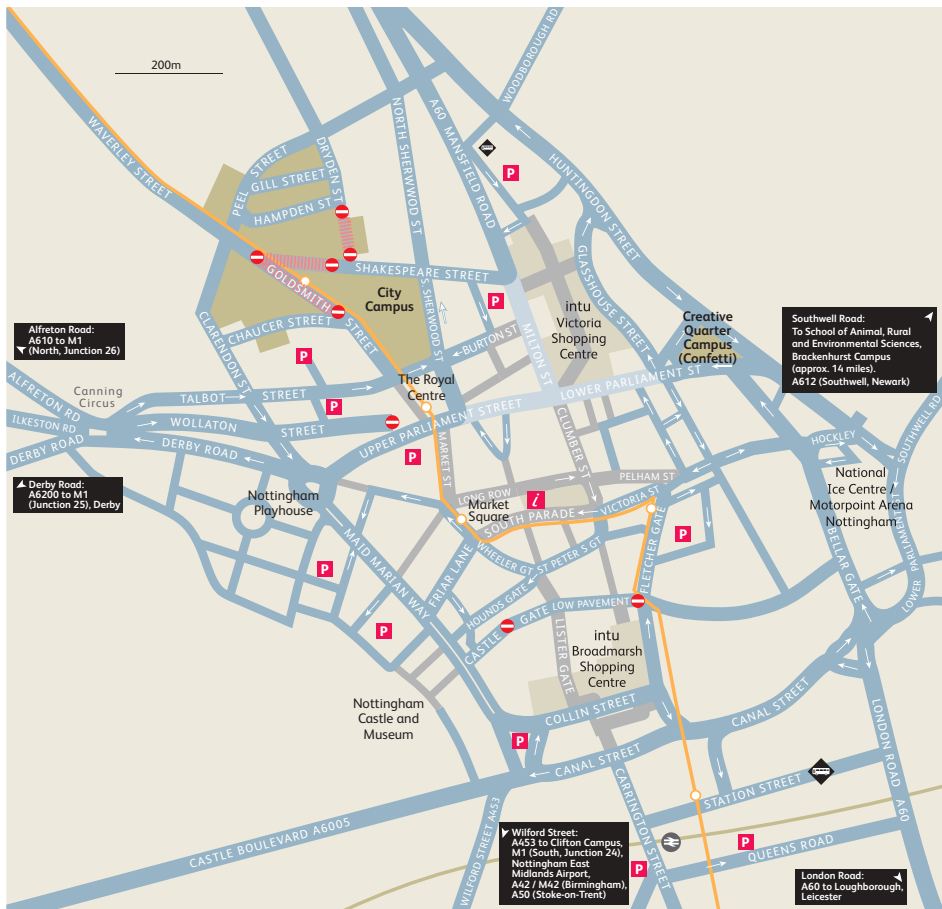 200m
WOODBOROUGH RD
WAVERLEY STREET
PEEL STREET
GILL STREET
HAMPDEN ST
DRYDEN ST
NORTH SHERWWOD ST
A60 MANSFIELD ROAD
P
HUNTINGDON STREET
GLASSHOUSE STREET
GOLDSMITH
STREET
SHAKESPEARE STREET
S. SHERWOOD ST
City
Campus
P
intu
Victoria
Shopping
Centre
MILTON ST
Creative
Quarter
Campus
(Confetti)
Southwell Road:
To School of Animal, Rural
and Environmental Sciences,
Brackenhurst Campus
(approx. 14 miles).
A612 (Southwell, Newark)
Alfreton Road:
A610 to M1
(North, Junction 26)
CLARENDON ST
CHAUCER STREET
P
BURTON ST
The Royal
Centre
LOWER PARLIAMENT ST
Canning
Circus
TALBOT STREET
P
ALFRETON RD
ILKESTON RD
DERBY ROAD
WOLLATON STREET
UPPER PARLIAMENT STREET
DERBY ROAD
P
MARKET ST
CLUMBER ST
HOCKLEY
SOUTHWELL RD
Derby Road:
A6200 to M1
(Junction 25), Derby
Nottingham
Playhouse
LONG ROW
PELHAM ST
i
Market
Square
SOUTH PARADE
VICTORIA ST
National
Ice Centre /
Motorpoint Arena
Nottingham
P
MAID MARIAN WAY
FRIAR LANE
WHEELER GT
ST PETER S GT
FLETCHER GATE
P
BELLAR GATE
LOWER PARLIAMENT ST
HOUNDS GATE
CASTLE GATE
LOW PAVEMENT
P
LISTER GATE
intu
Broadmarsh
Shopping
Centre
Nottingham
Castle and
Museum
COLLIN STREET
CANAL STREET
LONDON ROAD
A60
P
CANAL STREET
CARRINGTON STREET
STATION STREET
CASTLE BOULEVARD A6005
WILFORD STREET A453
Wilford Street:
A453 to Clifton Campus,
M1 (South, Junction 24),
Nottingham East
Midlands Airport,
A42 / M42 (Birmingham),
A50 (Stoke-on-Trent)
P
QUEENS ROAD
P
London Road:
A60 to Loughborough,
Leicester